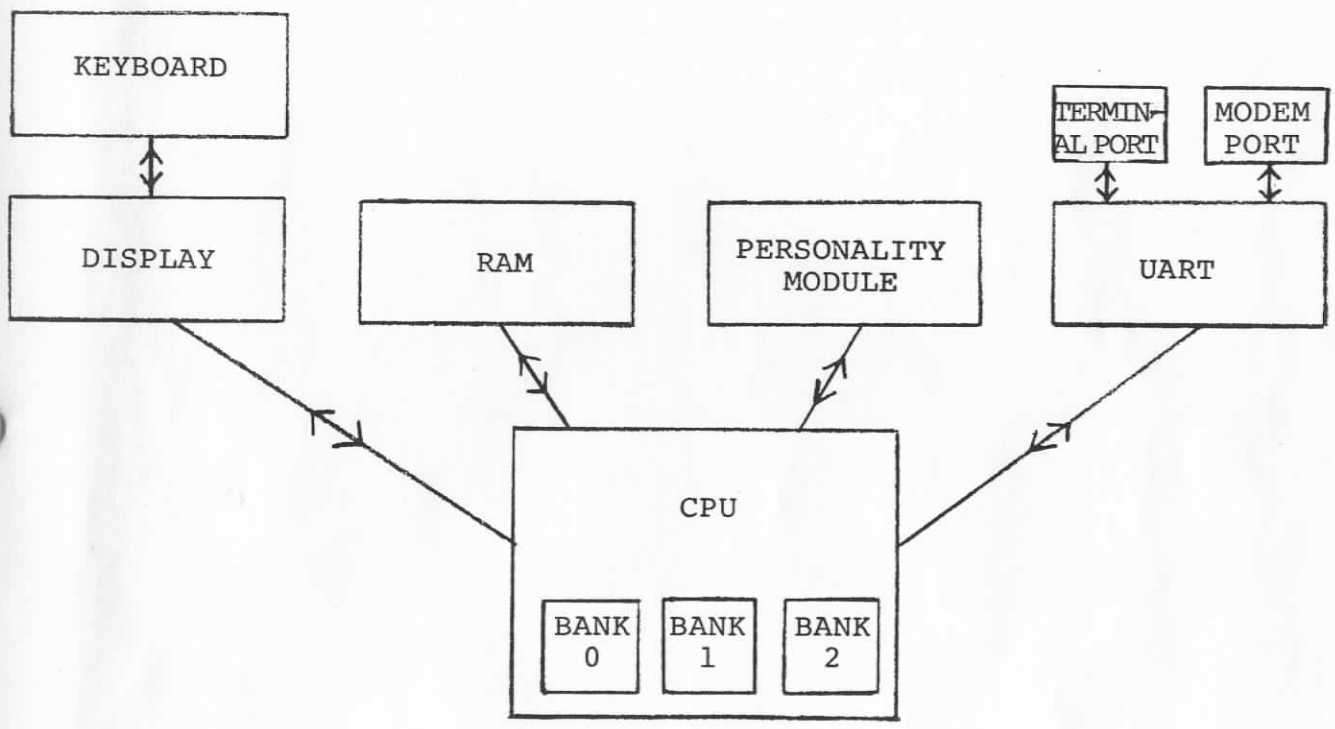 KEYBOARD
TERMIN-
AL PORT
MODEM
PORT
DISPLAY
RAM
PERSONALITY
MODULE
UART
CPU
BANK
0
BANK
1
BANK
2